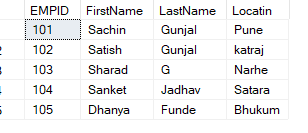 EMPID FirstName LastName Locatin
101 Sachin Gunjal Pune
2 102 Satish Gunjal katraj
3 103 Sharad G Narhe
4 104 Sanket Jadhav Satara
5 105 Dhanya Funde Bhukum